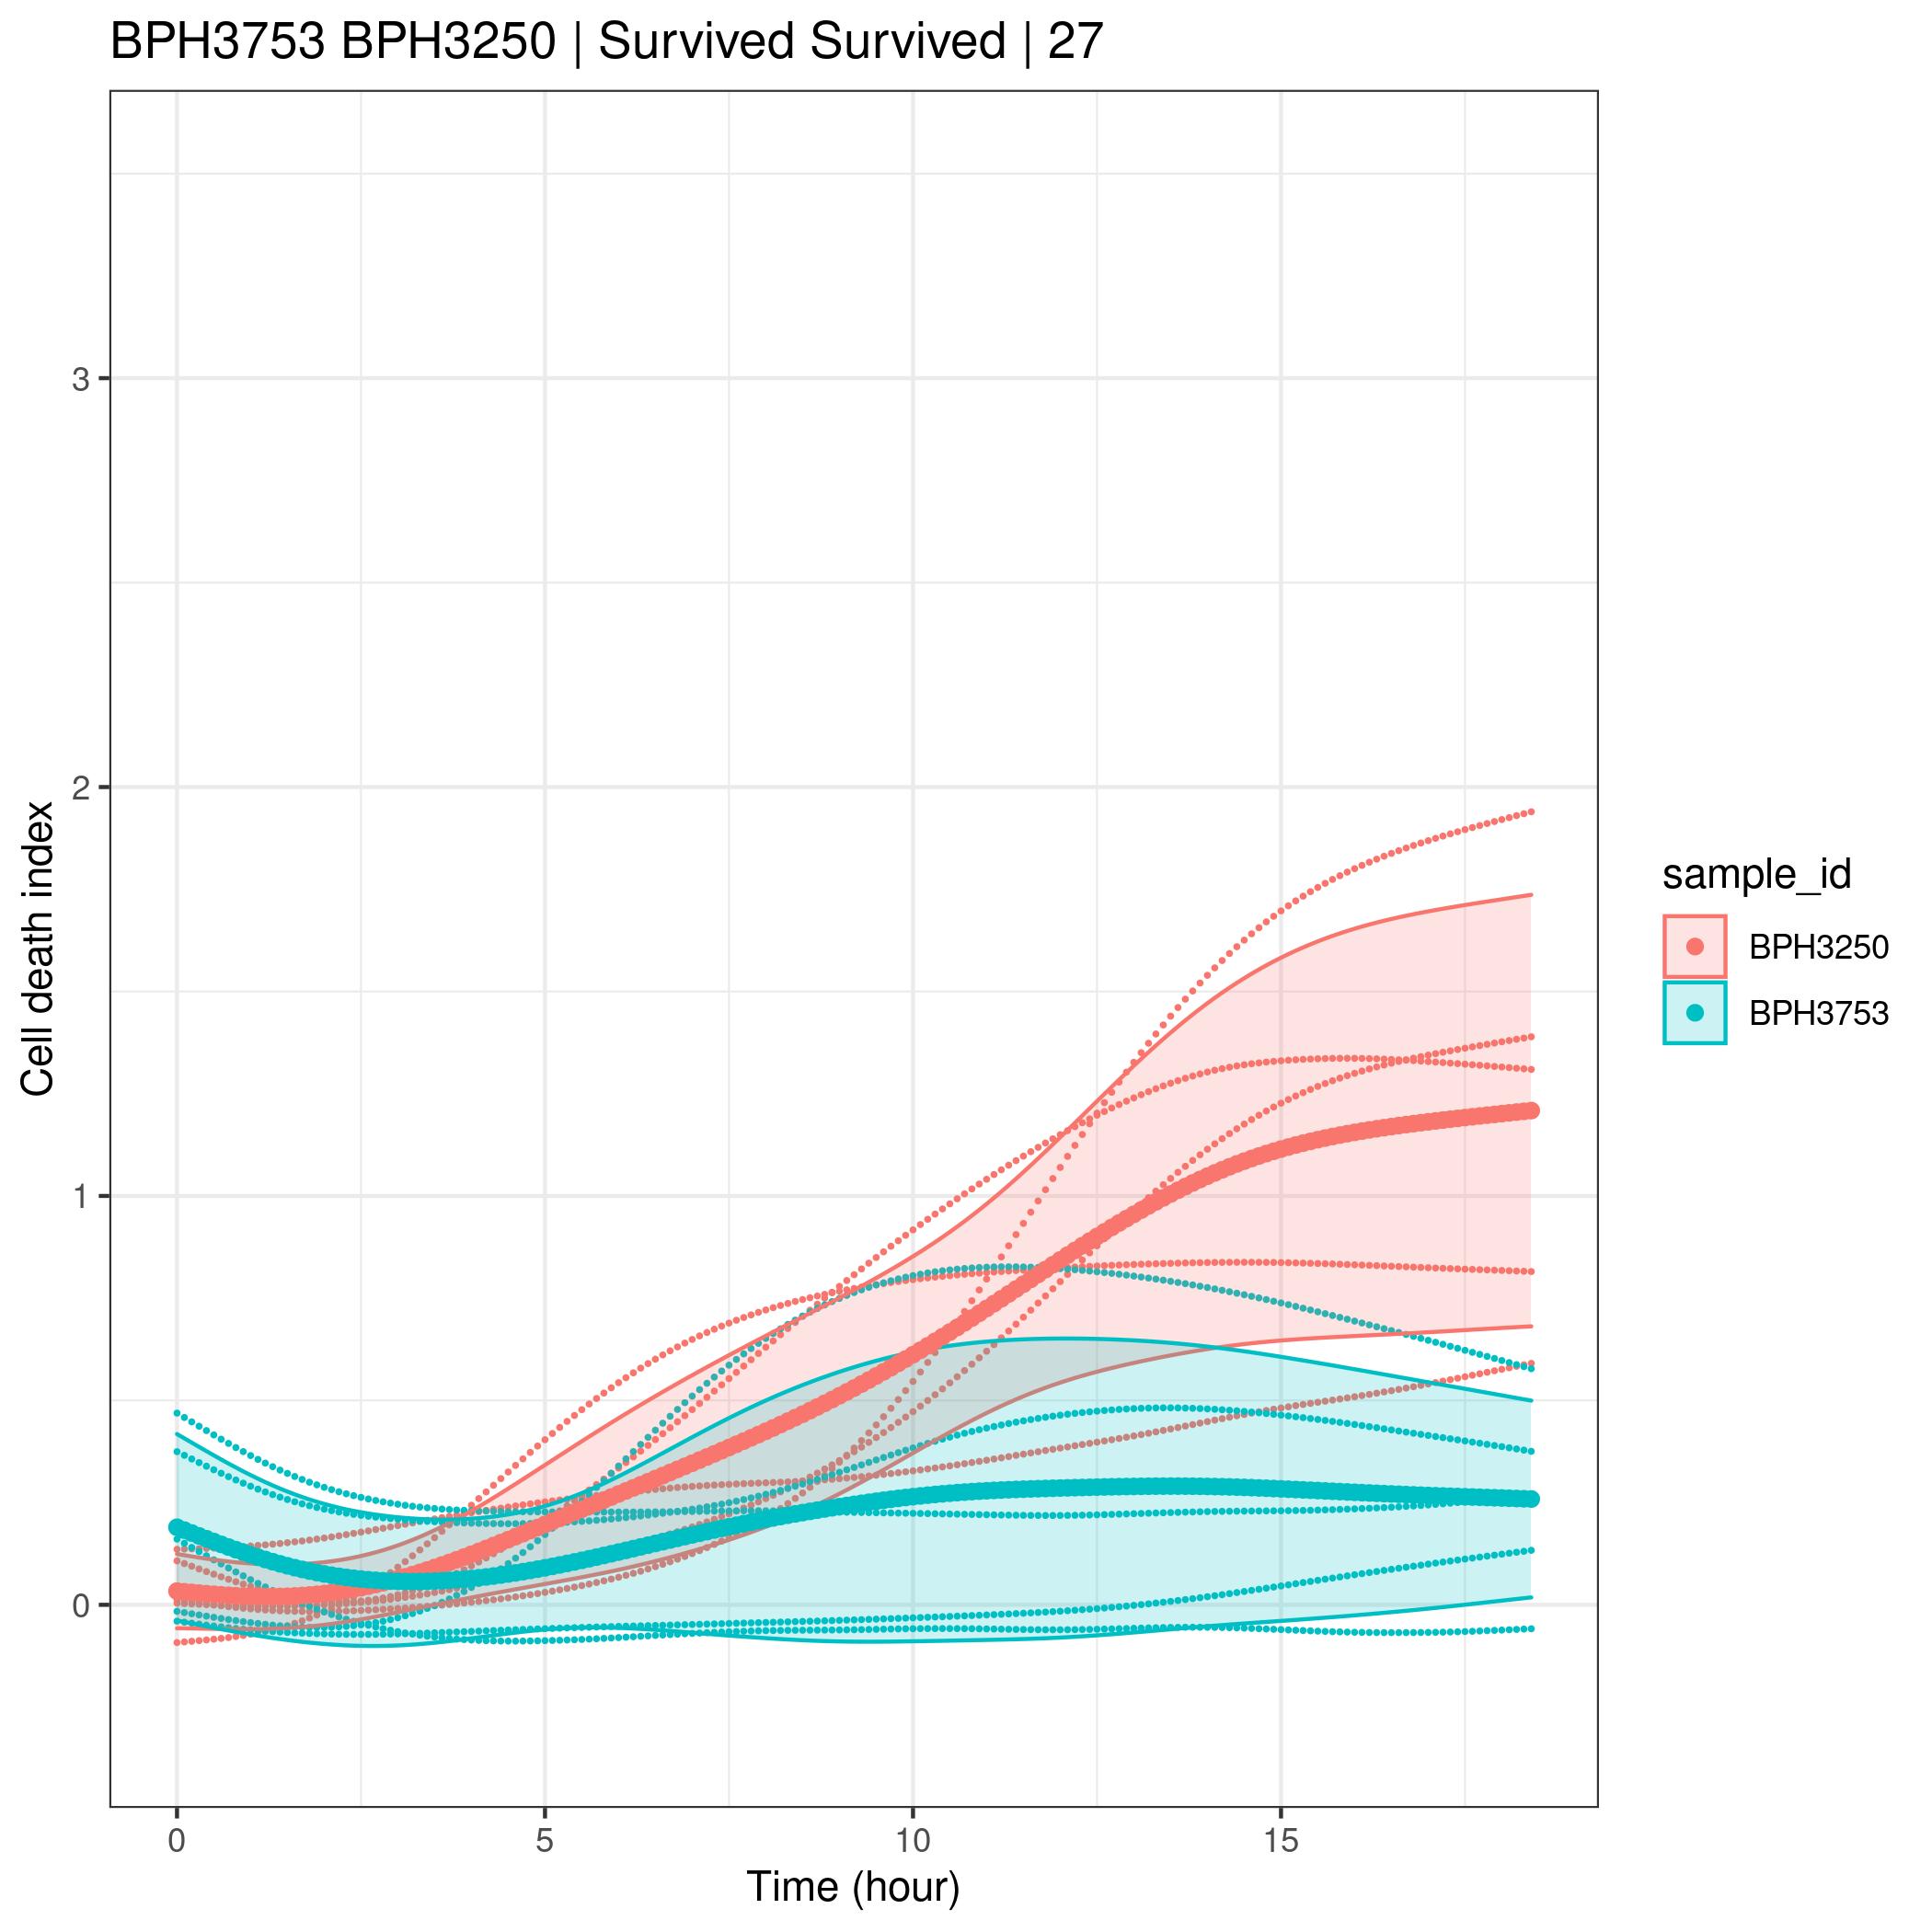 BPH3753 BPH3250 | Survived Survived | 27
3
2
1
0
Cell death index
0 5 10 15
Time (hour)
sample_id
BPH3250
BPH3753